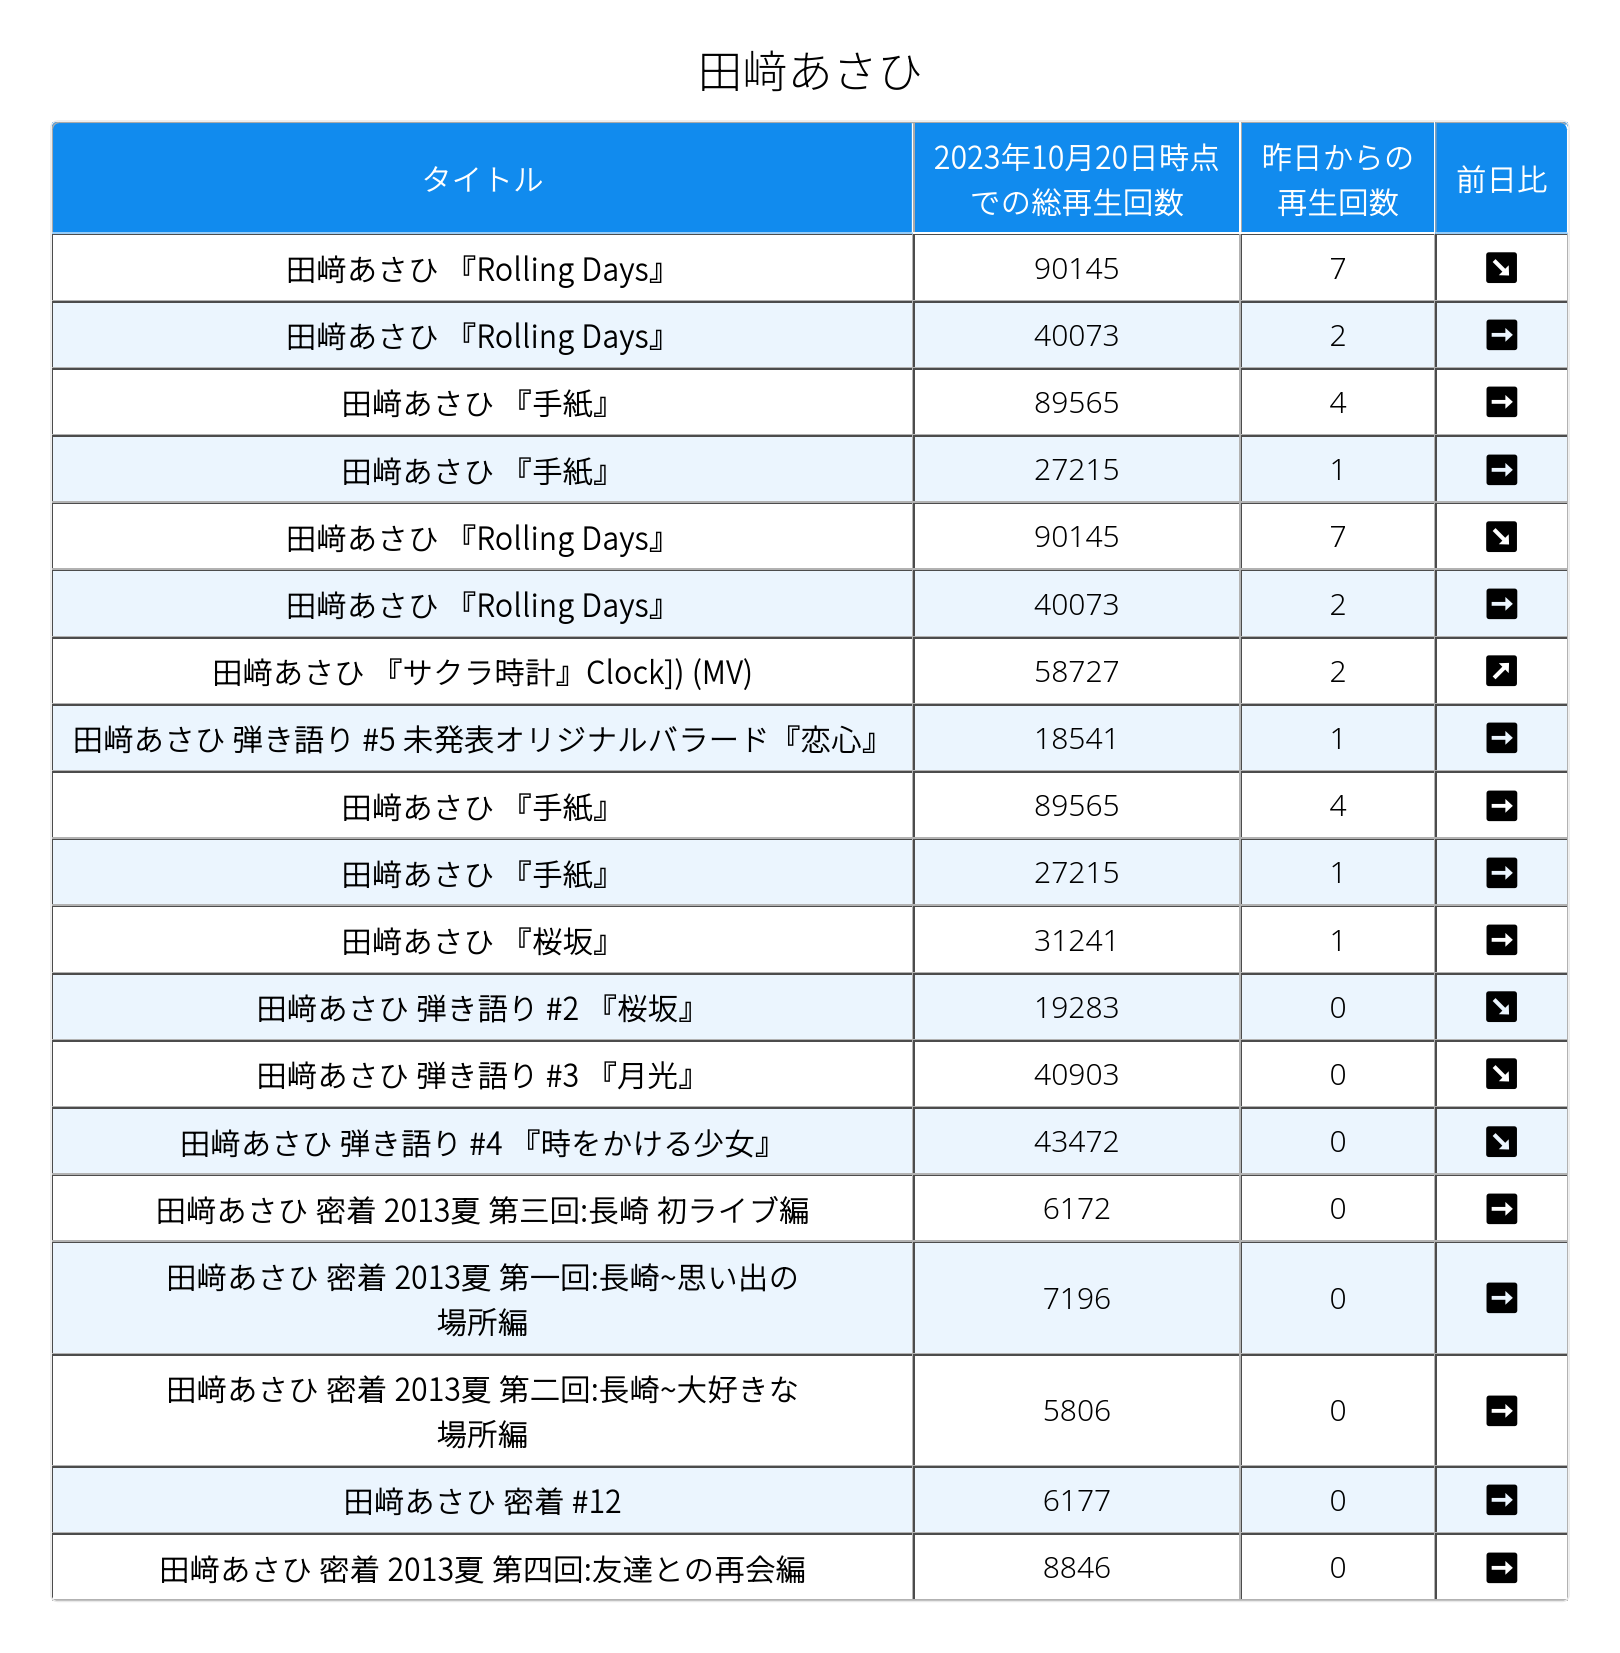 田﨑あさひ
タイトル 2023年10月20日時点 昨日からの 前日比
での総再生回数 再生回数
田﨑あさひ 『Rolling Days』 90145 7 ↘
田﨑あさひ 『Rolling Days』 40073 2 →
田﨑あさひ 『手紙』 89565 4 →
田﨑あさひ 『手紙』 27215 1 →
田﨑あさひ 『Rolling Days』 90145 7 ↘
田﨑あさひ 『Rolling Days』 40073 2 →
田﨑あさひ 『サクラ時計』Clock]) (MV) 58727 2 ↗
田﨑あさひ 弾き語り #5 未発表オリジナルバラード『恋心』 18541 1 →
田﨑あさひ 『手紙』 89565 4 →
田﨑あさひ 『手紙』 27215 1 →
田﨑あさひ 『桜坂』 31241 1 →
田﨑あさひ 弾き語り #2 『桜坂』 19283 0 ↘
田﨑あさひ 弾き語り #3 『月光』 40903 0 ↘
田﨑あさひ 弾き語り #4 『時をかける少女』 43472 0 ↘
田﨑あさひ 密着 2013夏 第三回:長崎 初ライブ編 6172 0 →
田﨑あさひ 密着 2013夏 第一回:長崎~思い出の
場所編 7196 0 →
田﨑あさひ 密着 2013夏 第二回:長崎~大好きな
場所編 5806 0 →
田﨑あさひ 密着 #12 6177 0 →
田﨑あさひ 密着 2013夏 第四回:友達との再会編 8846 0 →